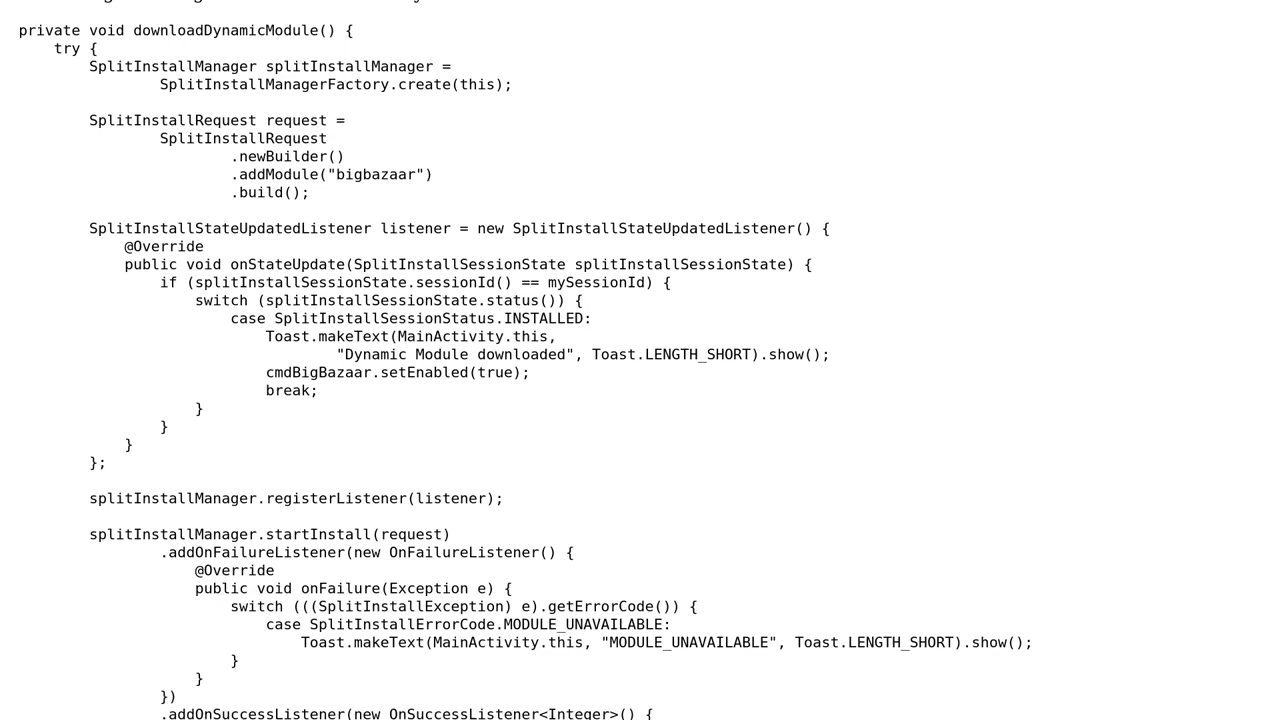 private void downloadDynamicModule() {
    try {
        SplitInstallManager splitInstallManager =
                SplitInstallManagerFactory.create(this);

        SplitInstallRequest request =
                SplitInstallRequest
                        .newBuilder()
                        .addModule("bigbazaar")
                        .build();

        SplitInstallStateUpdatedListener listener = new SplitInstallStateUpdatedListener() {
            @Override
            public void onStateUpdate(SplitInstallSessionState splitInstallSessionState) {
                if (splitInstallSessionState.sessionId() == mySessionId) {
                    switch (splitInstallSessionState.status()) {
                        case SplitInstallSessionStatus.INSTALLED:
                            Toast.makeText(MainActivity.this,
                                    "Dynamic Module downloaded", Toast.LENGTH_SHORT).show();
                            cmdBigBazaar.setEnabled(true);
                            break;
                    }
                }
            }
        };

        splitInstallManager.registerListener(listener);

        splitInstallManager.startInstall(request)
                .addOnFailureListener(new OnFailureListener() {
                    @Override
                    public void onFailure(Exception e) {
                        switch (((SplitInstallException) e).getErrorCode()) {
                            case SplitInstallErrorCode.MODULE_UNAVAILABLE:
                                Toast.makeText(MainActivity.this, "MODULE_UNAVAILABLE", Toast.LENGTH_SHORT).show();
                        }
                    }
                })
                .addOnSuccessListener(new OnSuccessListener<Integer>() {